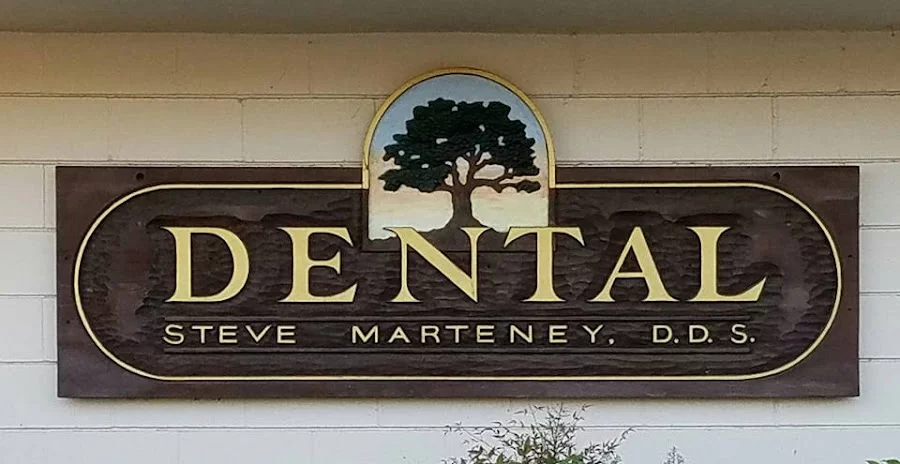 DENTAL
STEVE MARTENEY, D.D.S.